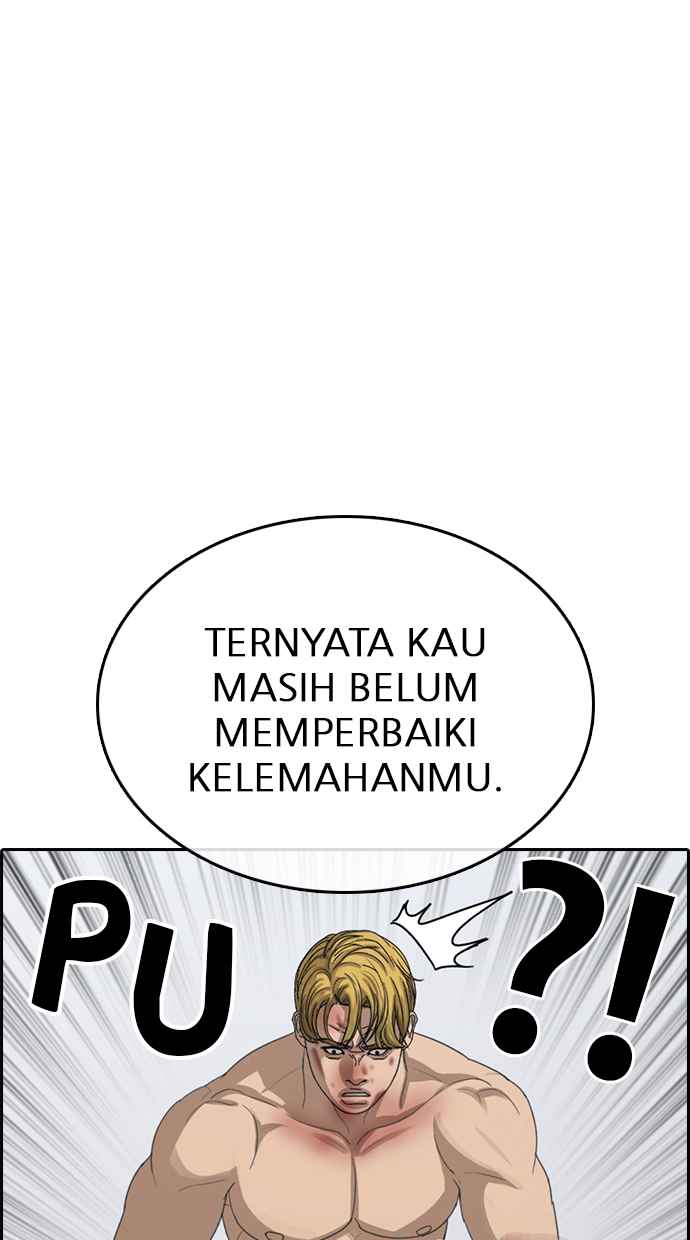 TERNYATA KAU
MASIH BELUM
MEMPERBAIKI
KELEMAHANMU.
PU ?!